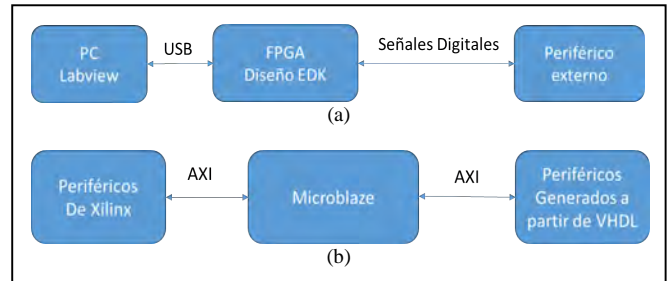 PC
Labview
USB
FPGA
Diseño EDK
Señales Digitales
Periférico
externo
(a)
Periféricos
De Xilinx
AXI
Microblaze
AXI
Periféricos
Generados a
partir de VHDL
(b)